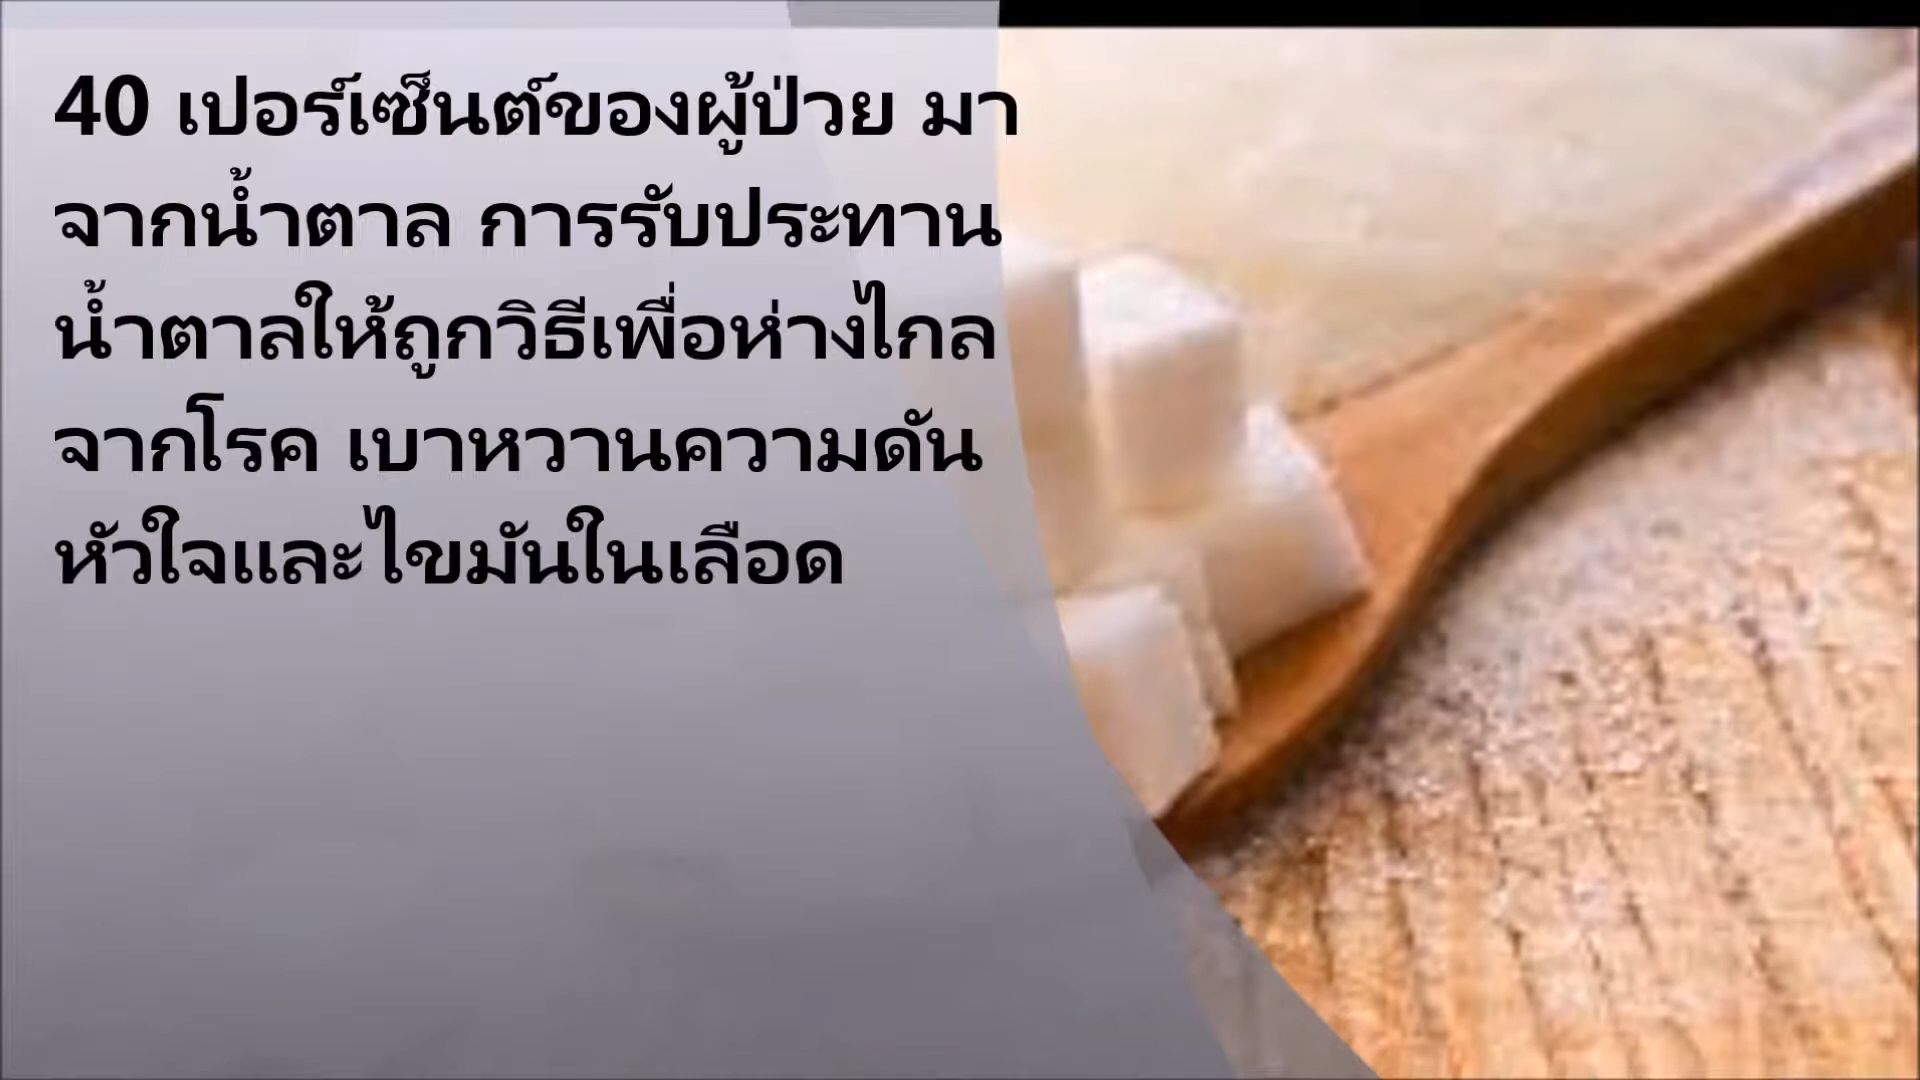 40 เปอร์เซ็นต์ของผู้ป่วย มา
จากน้ำตาล การรับประทาน
น้ำตาลให้ถูกวิธีเพื่อห่างไกล
จากโรค เบาหวานความดัน
หัวใจและไขมันในเลือด